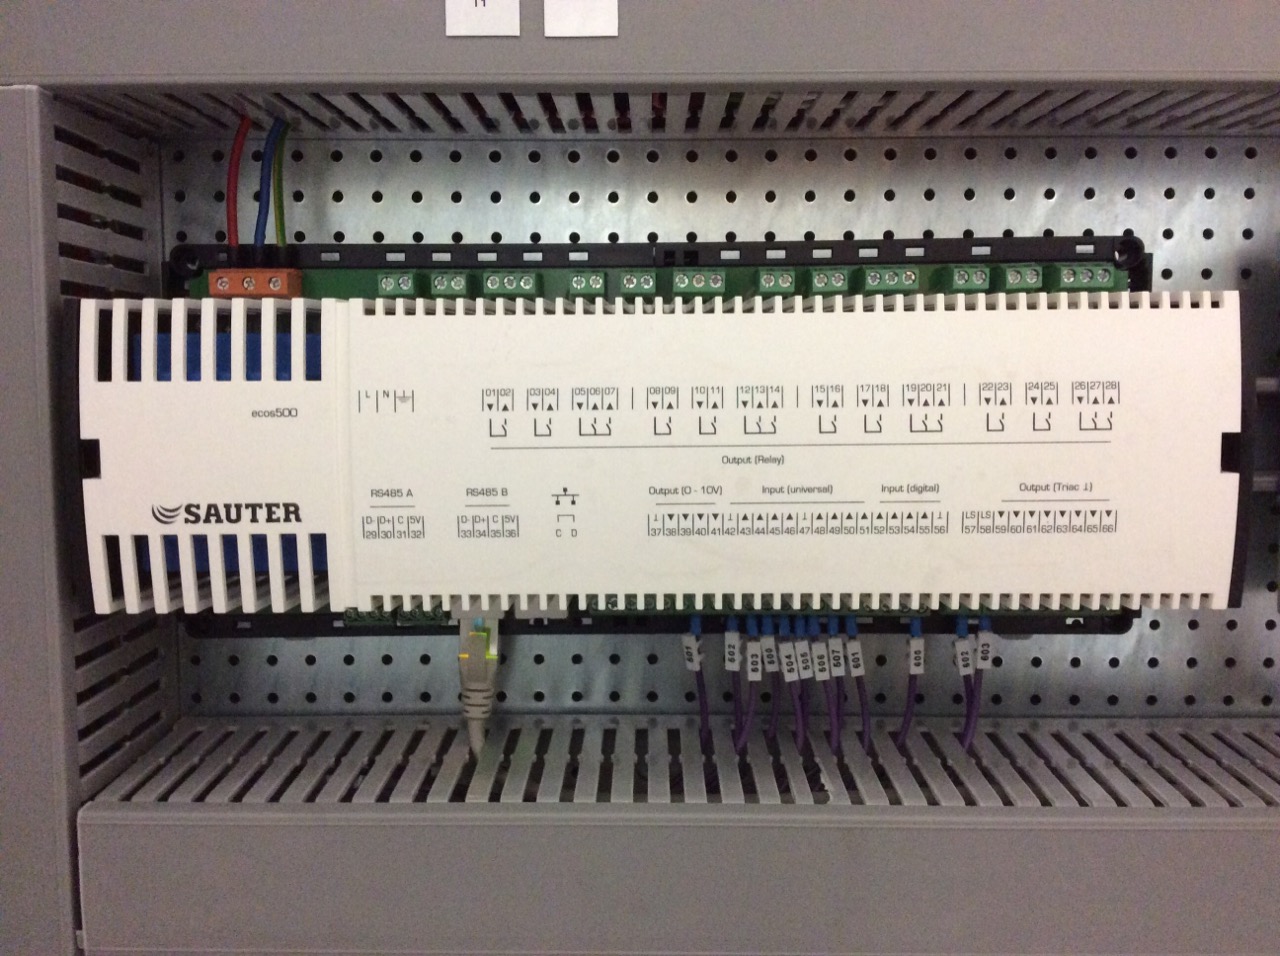 ecos500
SAUTER
L N
01 02 03 04 05 06 07 08 09 10 11 12 13 14 15 16 17 18 19 20 21 22 23 24 25 26 27 28
Output (Relay)
RS485 A RS485 B Output (0 - 10V) Input (universal) Input (digital) Output (Triac ⊥)
D- D+ C 5V D- D+ C 5V C D LS LS
29 30 31 32 33 34 35 36 37 38 39 40 41 42 43 44 45 46 47 48 49 50 51 52 53 54 55 56 57 58 59 60 61 62 63 64 65 66
601 602 603 600 504 505 506 507 601 600 602 603